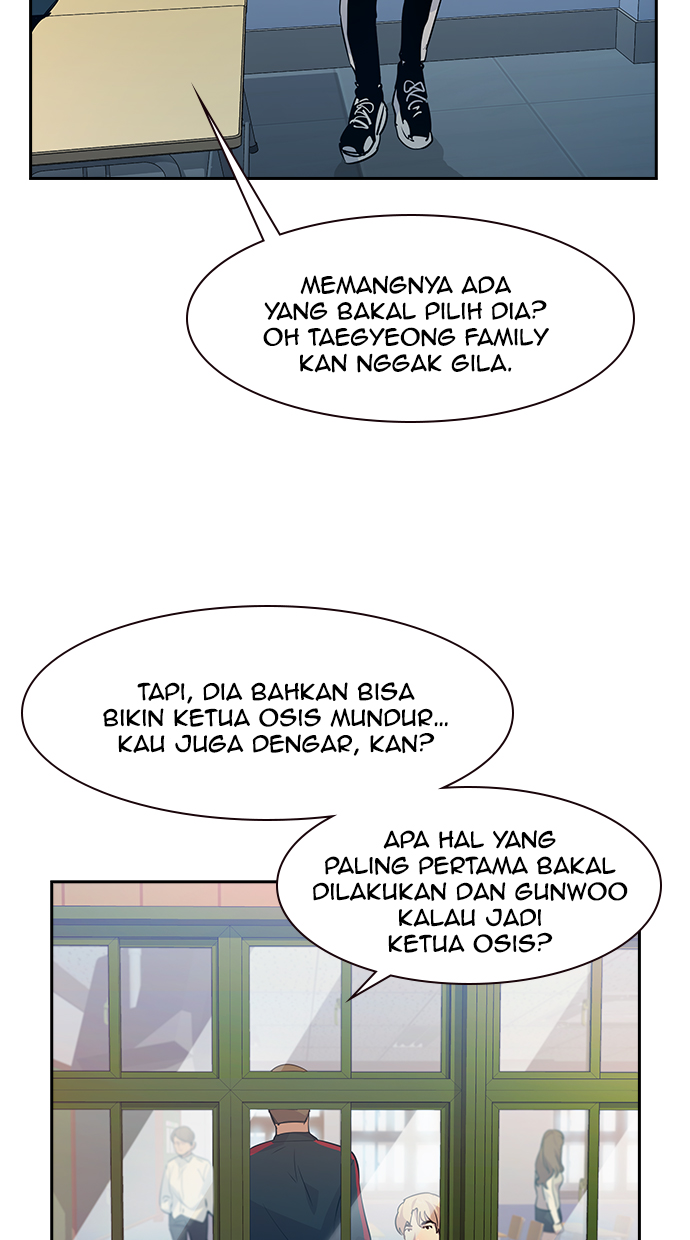 MEMANGNYA ADA
YANG BAKAL PILIH DIA?
OH TAEGYEONG FAMILY
KAN NGGAK GILA.
TAPI, DIA BAHKAN BISA
BIKIN KETUA OSIS MUNDUR...
KAU JUGA DENGAR, KAN?
APA HAL YANG
PALING PERTAMA BAKAL
DILAKUKAN DAN GUNWOO
KALAU JADI
KETUA OSIS?